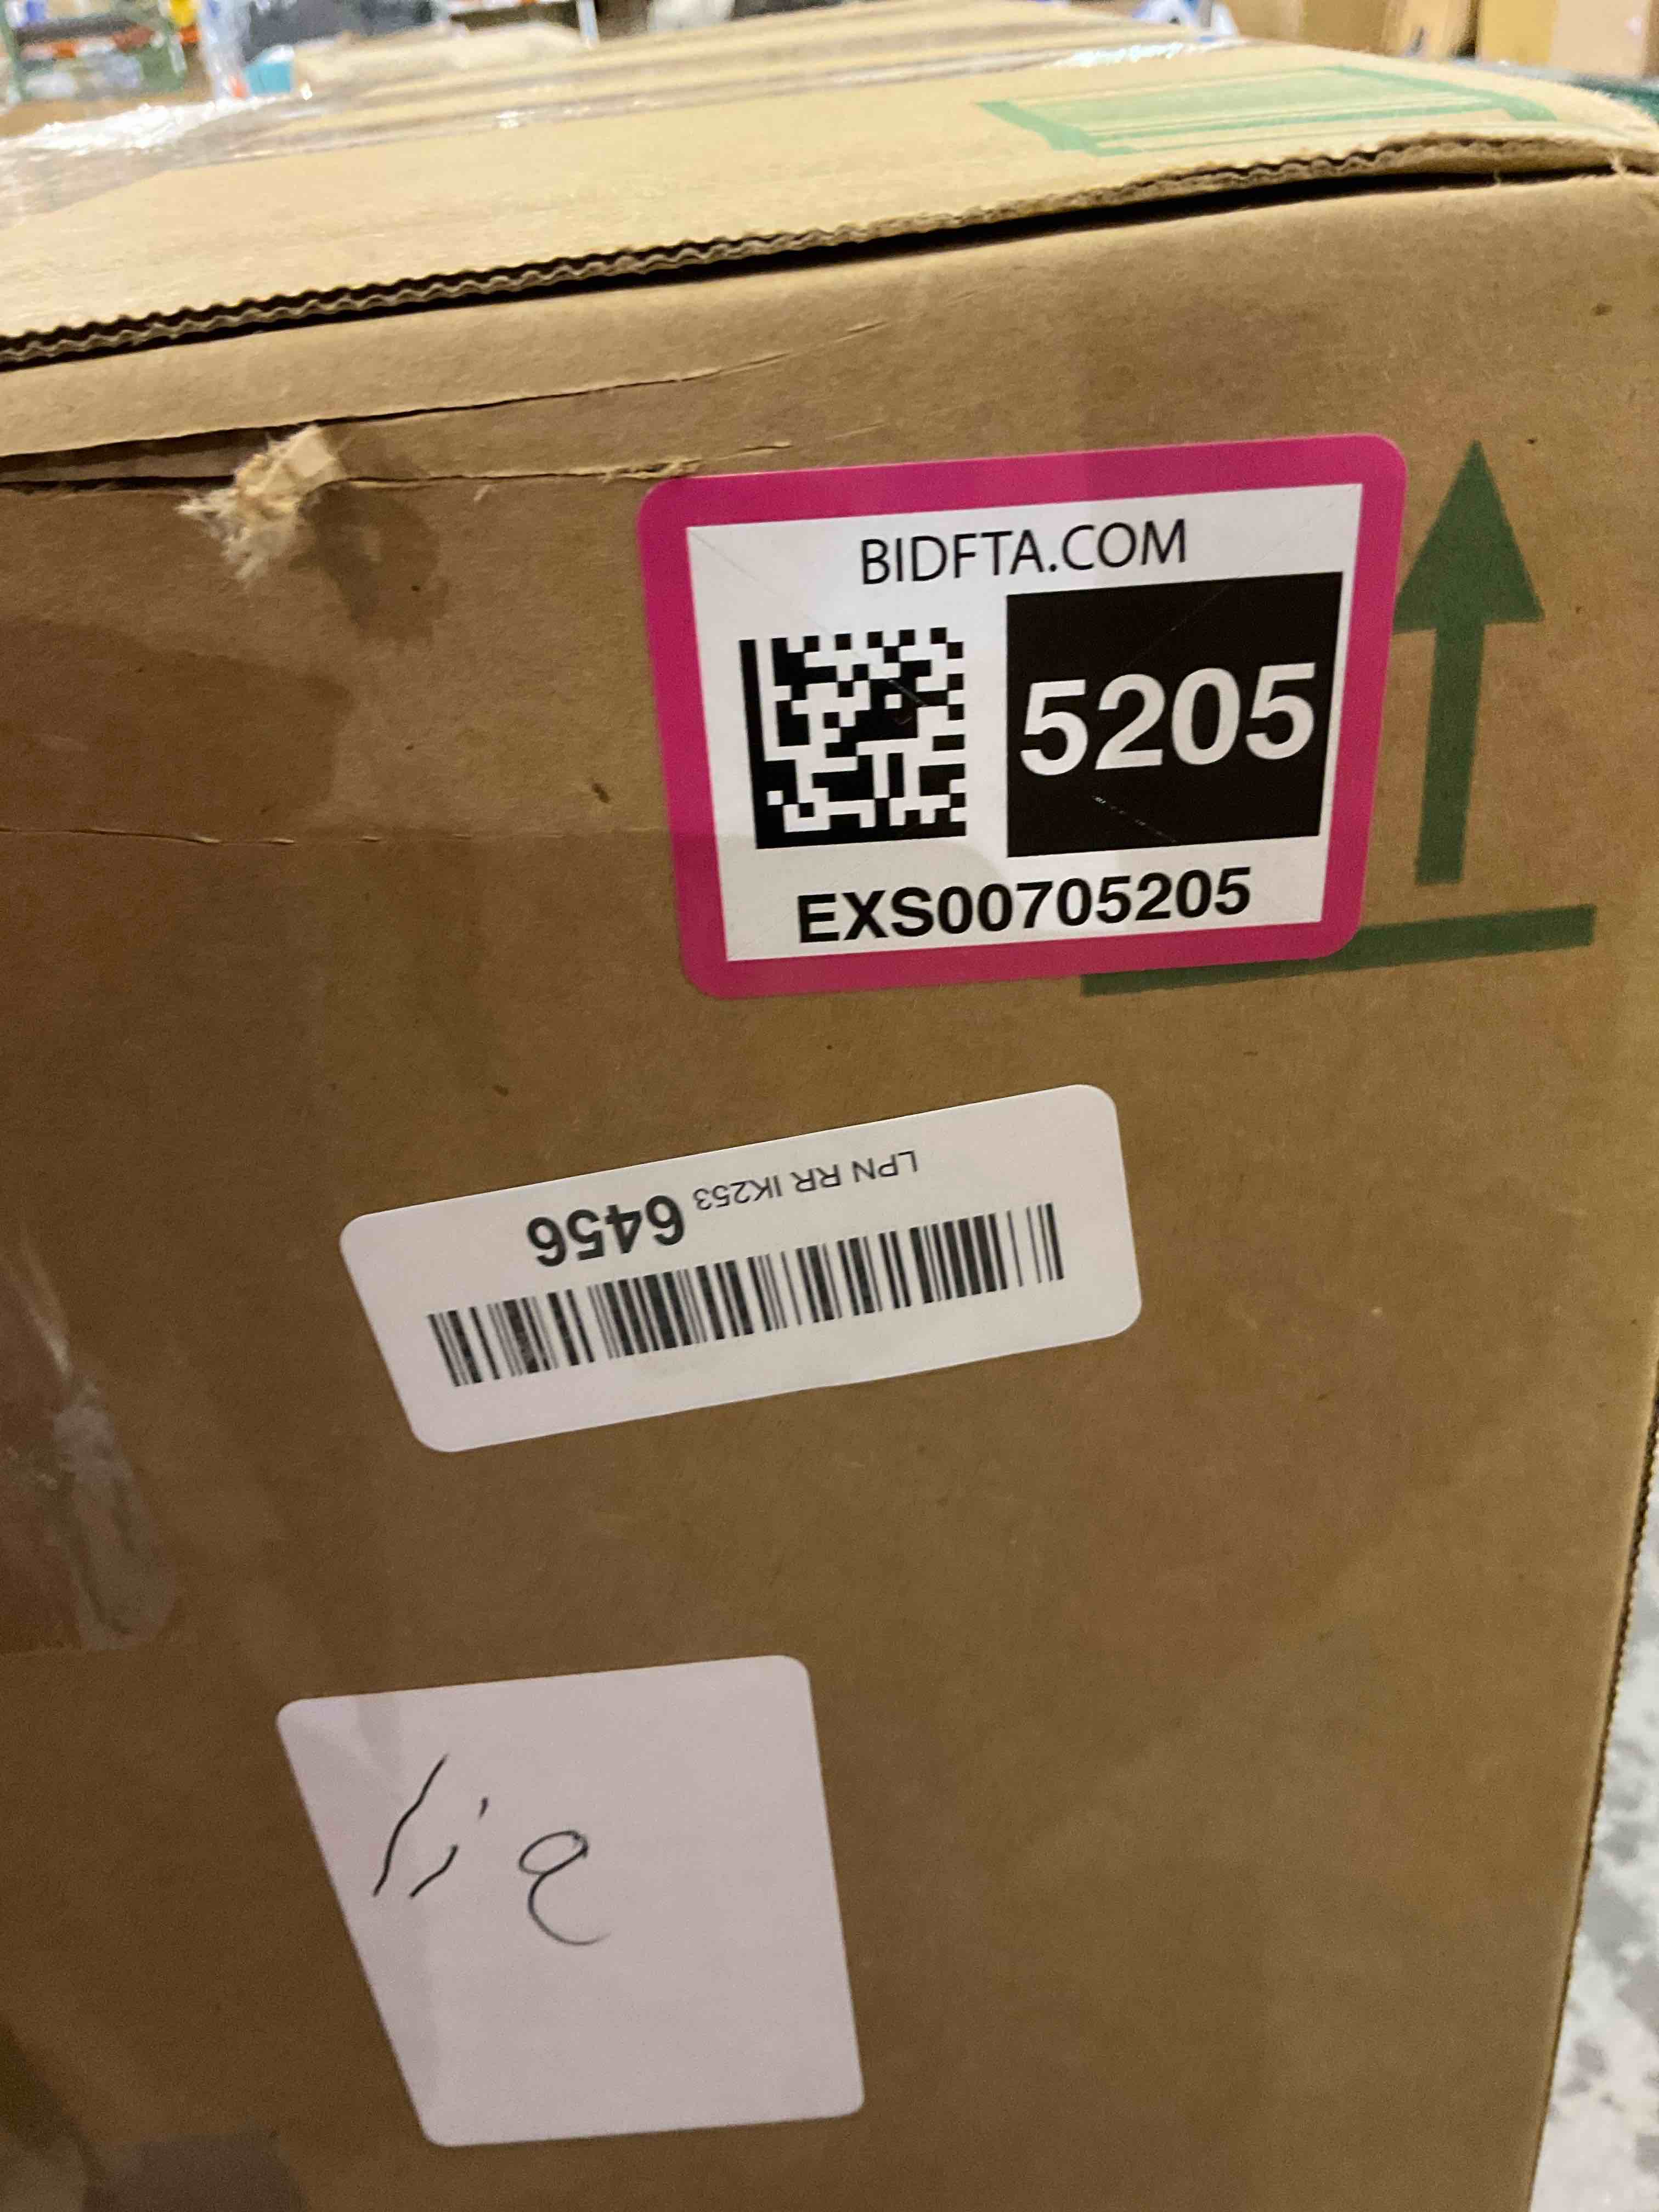 BIDFTA.COM
5205
EXS00705205
LPN RR IK253 6456